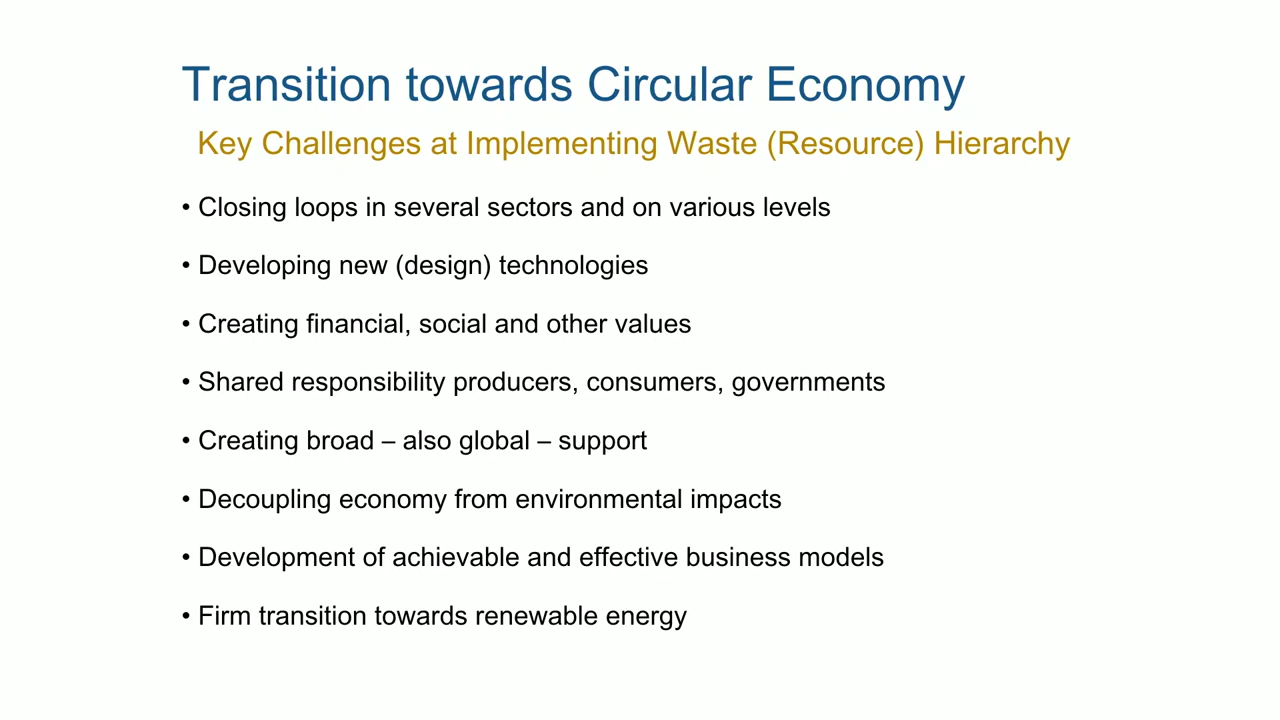 Transition towards Circular Economy
Key Challenges at Implementing Waste (Resource) Hierarchy
• Closing loops in several sectors and on various levels
• Developing new (design) technologies
• Creating financial, social and other values
• Shared responsibility producers, consumers, governments
• Creating broad – also global – support
• Decoupling economy from environmental impacts
• Development of achievable and effective business models
• Firm transition towards renewable energy